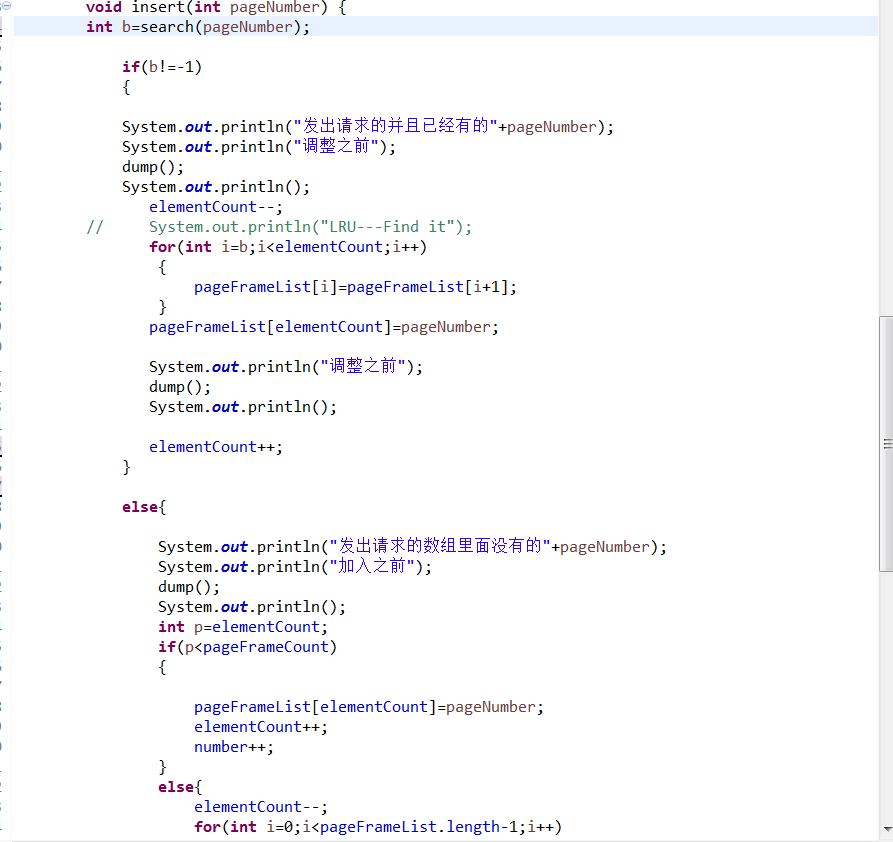 void insert(int pageNumber) {
int b=search(pageNumber);
if(b!=-1)
{
System.out.println("发出请求的并且已经有的"+pageNumber);
System.out.println("调整之前");
dump();
System.out.println();
elementCount--;
// System.out.println("LRU---Find it");
for(int i=b;i<elementCount;i++)
{
pageFrameList[i]=pageFrameList[i+1];
}
pageFrameList[elementCount]=pageNumber;
System.out.println("调整之前");
dump();
System.out.println();
elementCount++;
}
else{
System.out.println("发出请求的数组里面没有的"+pageNumber);
System.out.println("加入之前");
dump();
System.out.println();
int p=elementCount;
if(p<pageFrameCount)
{
pageFrameList[elementCount]=pageNumber;
elementCount++;
number++;
}
else{
elementCount--;
for(int i=0;i<pageFrameList.length-1;i++)